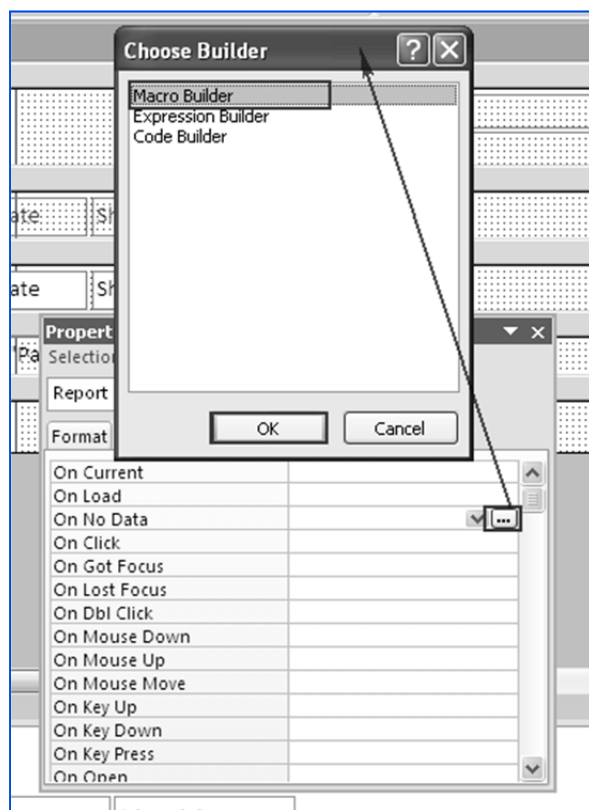 Choose Builder
Macro Builder
Expression Builder
Code Builder
OK
Cancel
ate
Sh
ate
Sh
"Pa
Propert
Selection
Report
Format
On Current
On Load
On No Data
...
On Click
On Got Focus
On Lost Focus
On Dbl Click
On Mouse Down
On Mouse Up
On Mouse Move
On Key Up
On Key Down
On Key Press
On Open